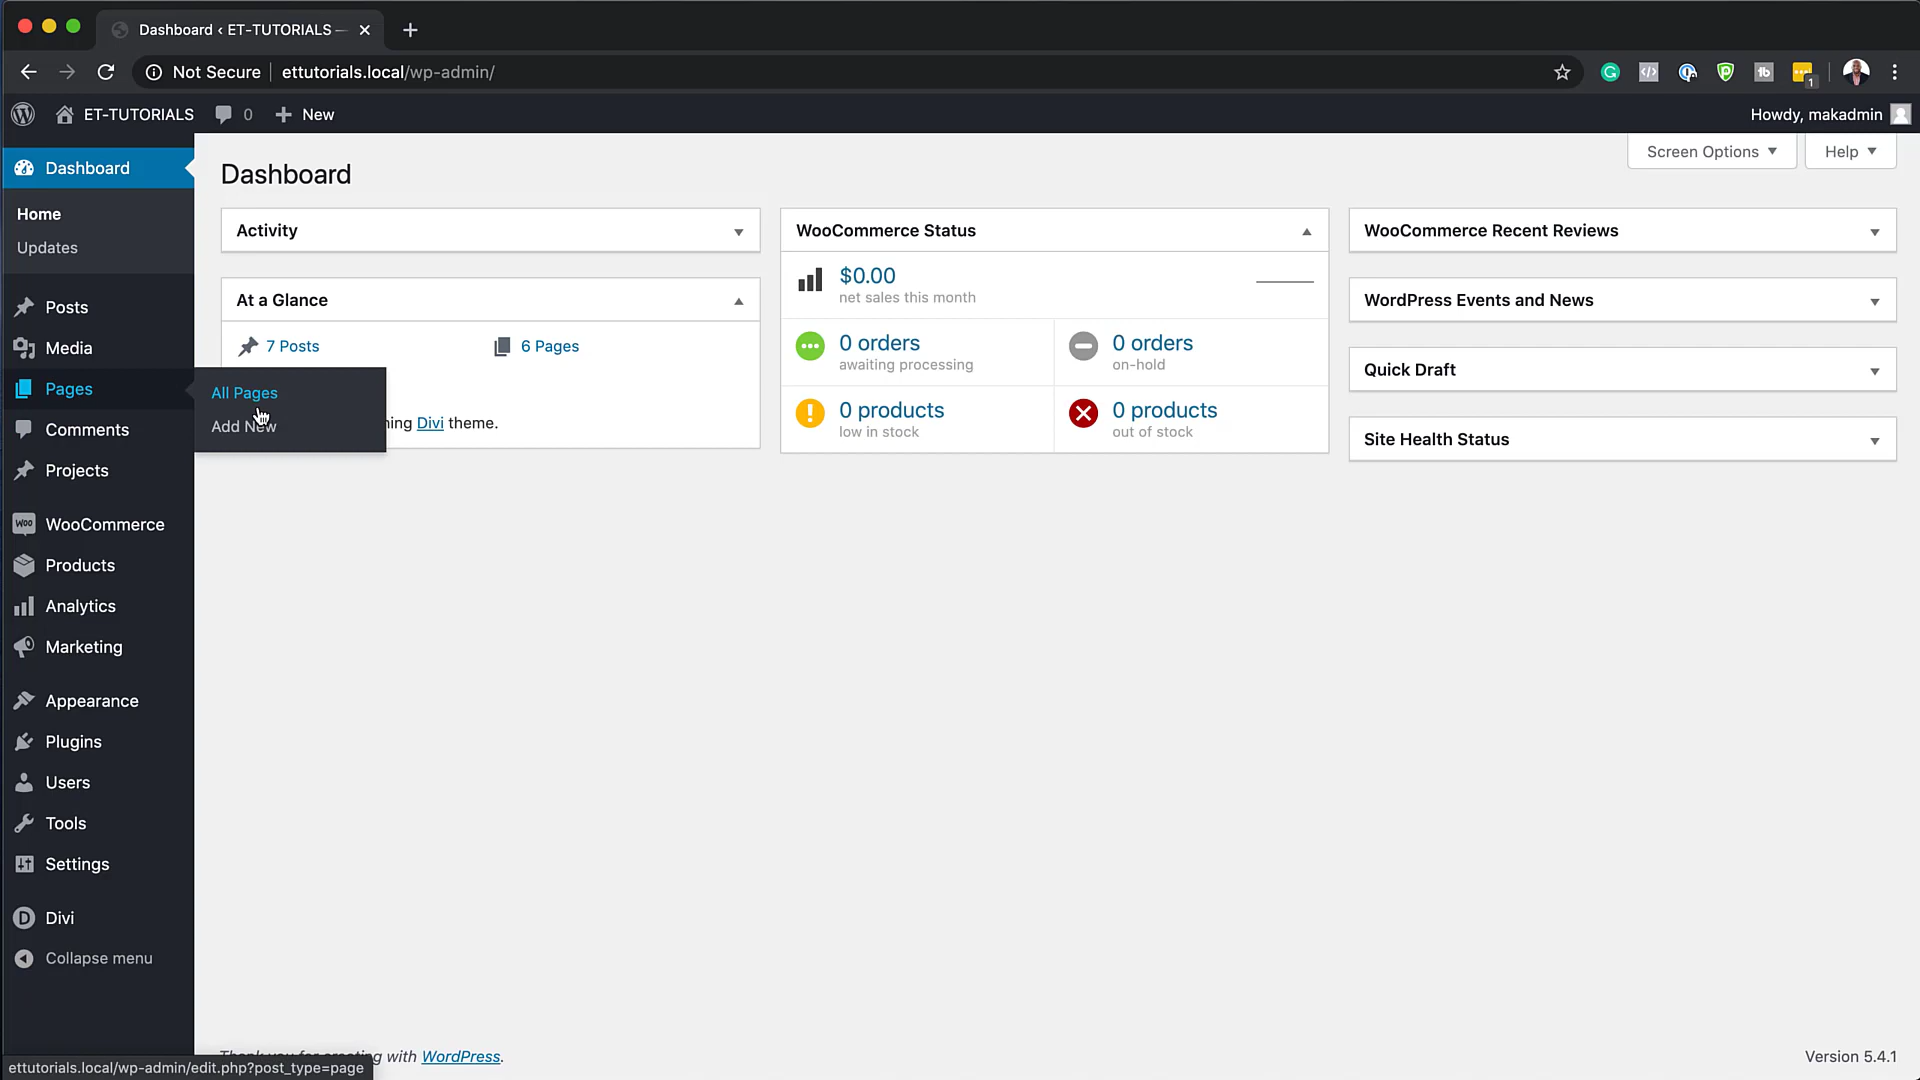 Dashboard ‹ ET-TUTORIALS —
Not Secure
ettutorials.local/wp-admin/
1
ET-TUTORIALS
0
New
Howdy, makadmin
Dashboard
Home
Updates
Posts
Media
Pages
Comments
Projects
WooCommerce
Products
Analytics
Marketing
Appearance
Plugins
Users
Tools
Settings
Divi
Collapse menu
All Pages
Add New
Dashboard
Screen Options
Help
Activity
At a Glance
7 Posts
6 Pages
Divi theme.
WooCommerce Status
$0.00
net sales this month
0 orders
awaiting processing
0 orders
on-hold
0 products
low in stock
0 products
out of stock
WooCommerce Recent Reviews
WordPress Events and News
Quick Draft
Site Health Status
with WordPress.
Version 5.4.1
ettutorials.local/wp-admin/edit.php?post_type=page